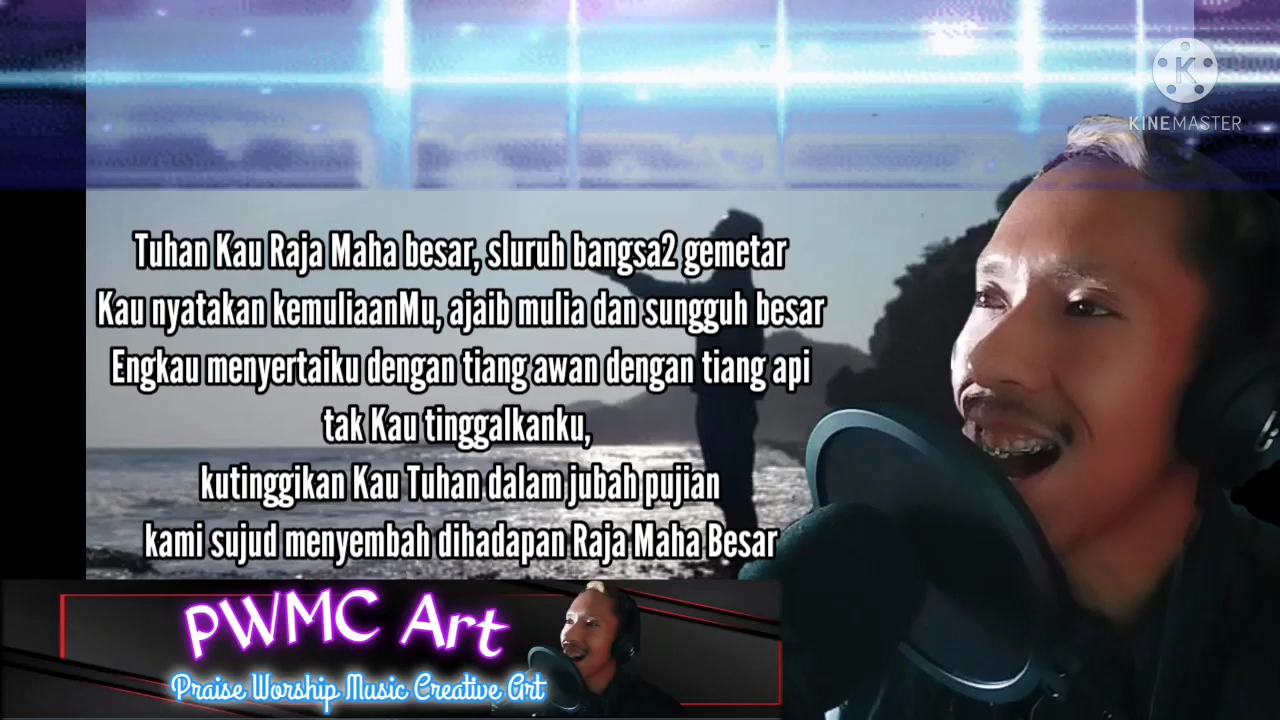 K
KINEMASTER
Tuhan Kau Raja Maha besar, sluruh bangsa2 gemetar
Kau nyatakan kemuliaanMu, ajaib mulia dan sungguh besar
Engkau menyertaiku dengan tiang awan dengan tiang api
tak Kau tinggalkanku,
kutinggikan Kau Tuhan dalam jubah pujian
kami sujud menyembah dihadapan Raja Maha Besar
PWMC Art
Praise Worship Music Creative Art